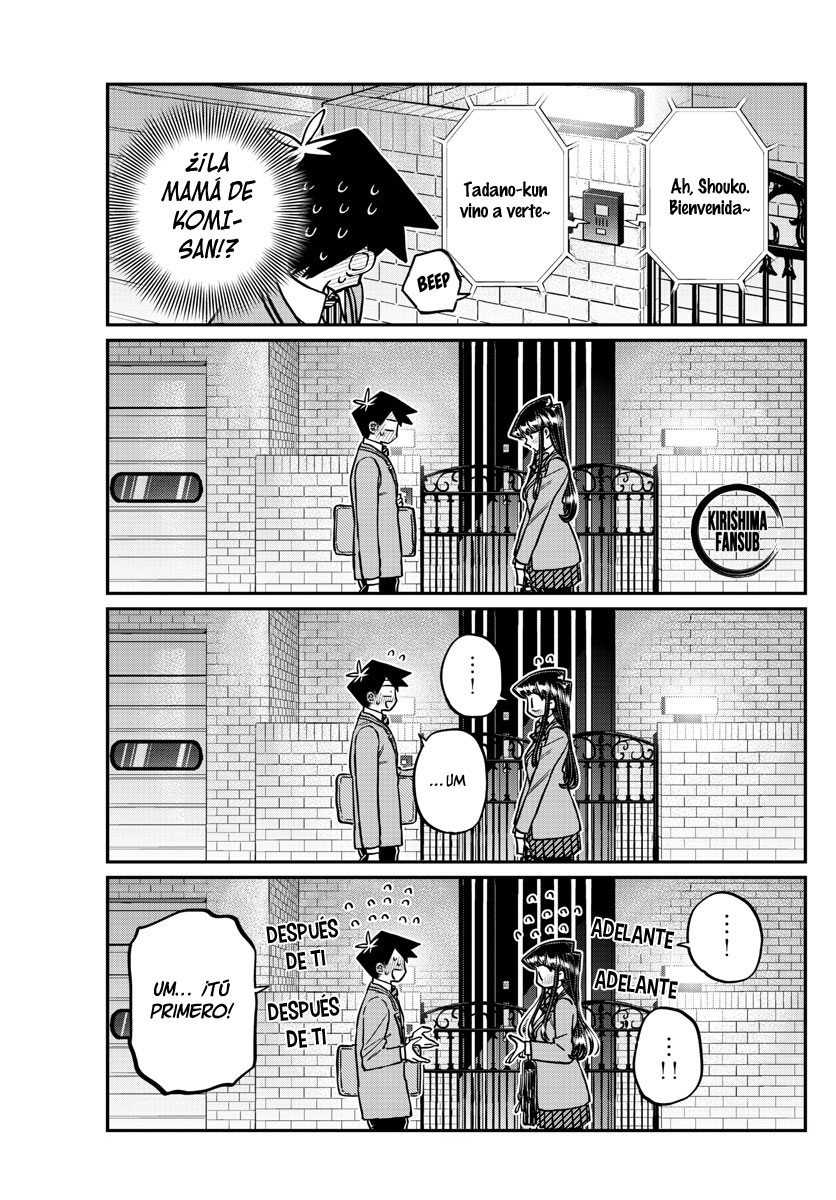 Ah, Shouko.
Bienvenida~
Tadano-kun
vino a verte~
BEEP
¿¡LA
MAMÁ DE
KOMI-
SAN!?
KIRISHIMA
FANSUB
...!
...UM
...!
ADELANTE
ADELANTE
...!!
DESPUÉS
DE TI
DESPUÉS
DE TI
UM... ¡TÚ
PRIMERO!